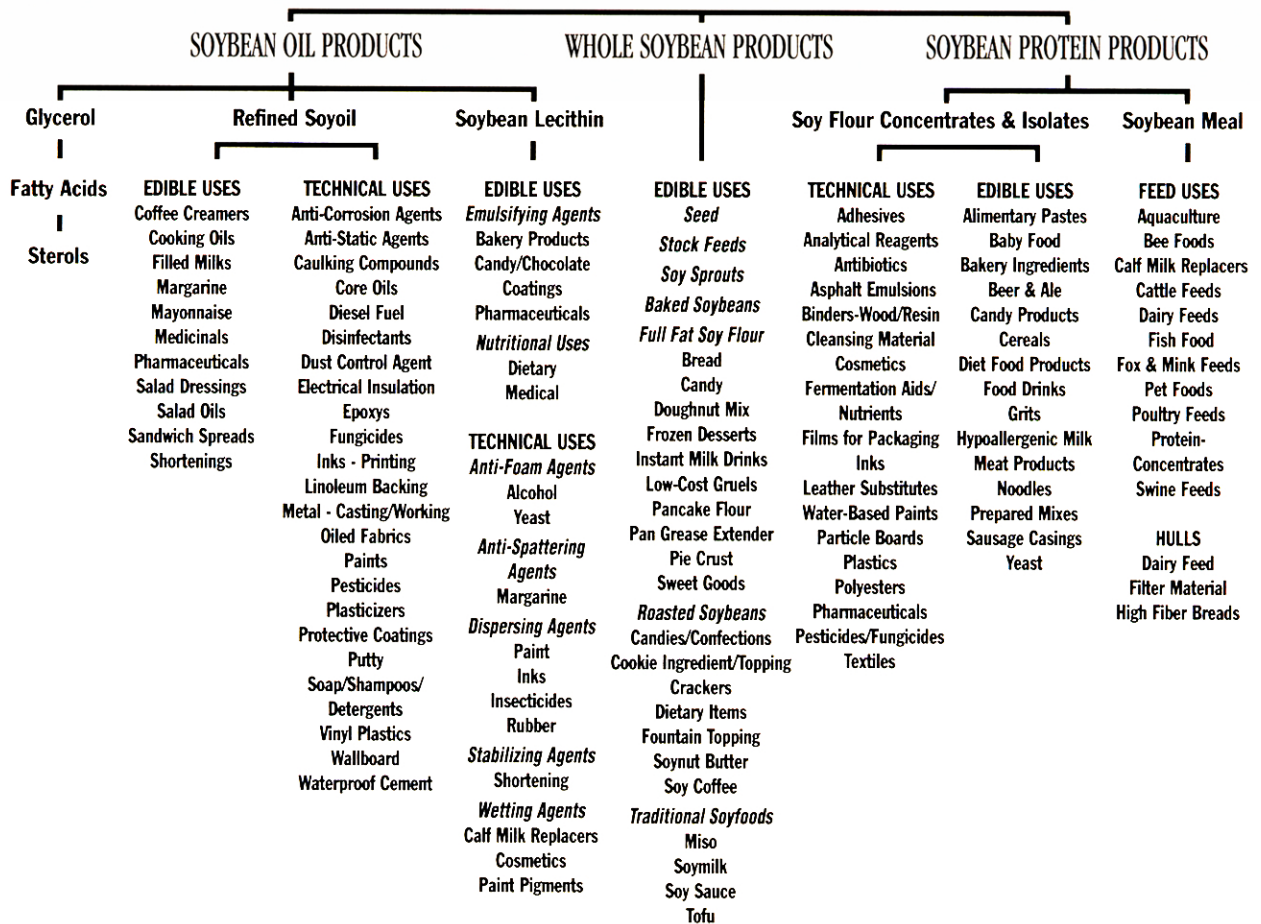 SOYBEAN OIL PRODUCTS
WHOLE SOYBEAN PRODUCTS
SOYBEAN PROTEIN PRODUCTS
Glycerol
Fatty Acids
Sterols
Refined Soyoil
EDIBLE USES
Coffee Creamers
Cooking Oils
Filled Milks
Margarine
Mayonnaise
Medicinals
Pharmaceuticals
Salad Dressings
Salad Oils
Sandwich Spreads
Shortenings
TECHNICAL USES
Anti-Corrosion Agents
Anti-Static Agents
Caulking Compounds
Core Oils
Diesel Fuel
Disinfectants
Dust Control Agent
Electrical Insulation
Epoxys
Fungicides
Inks - Printing
Linoleum Backing
Metal - Casting/Working
Oiled Fabrics
Paints
Pesticides
Plasticizers
Protective Coatings
Putty
Soap/Shampoos/
Detergents
Vinyl Plastics
Wallboard
Waterproof Cement
Soybean Lecithin
EDIBLE USES
Emulsifying Agents
Bakery Products
Candy/Chocolate
Coatings
Pharmaceuticals
Nutritional Uses
Dietary
Medical
TECHNICAL USES
Anti-Foam Agents
Alcohol
Yeast
Anti-Spattering
Agents
Margarine
Dispersing Agents
Paint
Inks
Insecticides
Rubber
Stabilizing Agents
Shortening
Wetting Agents
Calf Milk Replacers
Cosmetics
Paint Pigments
EDIBLE USES
Seed
Stock Feeds
Soy Sprouts
Baked Soybeans
Full Fat Soy Flour
Bread
Candy
Doughnut Mix
Frozen Desserts
Instant Milk Drinks
Low-Cost Gruels
Pancake Flour
Pan Grease Extender
Pie Crust
Sweet Goods
Roasted Soybeans
Candies/Confections
Cookie Ingredient/Topping
Crackers
Dietary Items
Fountain Topping
Soynut Butter
Soy Coffee
Traditional Soyfoods
Miso
Soymilk
Soy Sauce
Tofu
Soy Flour Concentrates & Isolates
TECHNICAL USES
Adhesives
Analytical Reagents
Antibiotics
Asphalt Emulsions
Binders-Wood/Resin
Cleansing Material
Cosmetics
Fermentation Aids/
Nutrients
Films for Packaging
Inks
Leather Substitutes
Water-Based Paints
Particle Boards
Plastics
Polyesters
Pharmaceuticals
Pesticides/Fungicides
Textiles
EDIBLE USES
Alimentary Pastes
Baby Food
Bakery Ingredients
Beer & Ale
Candy Products
Cereals
Diet Food Products
Food Drinks
Grits
Hypoallergenic Milk
Meat Products
Noodles
Prepared Mixes
Sausage Casings
Yeast
Soybean Meal
FEED USES
Aquaculture
Bee Foods
Calf Milk Replacers
Cattle Feeds
Dairy Feeds
Fish Food
Fox & Mink Feeds
Pet Foods
Poultry Feeds
Protein-
Concentrates
Swine Feeds
HULLS
Dairy Feed
Filter Material
High Fiber Breads